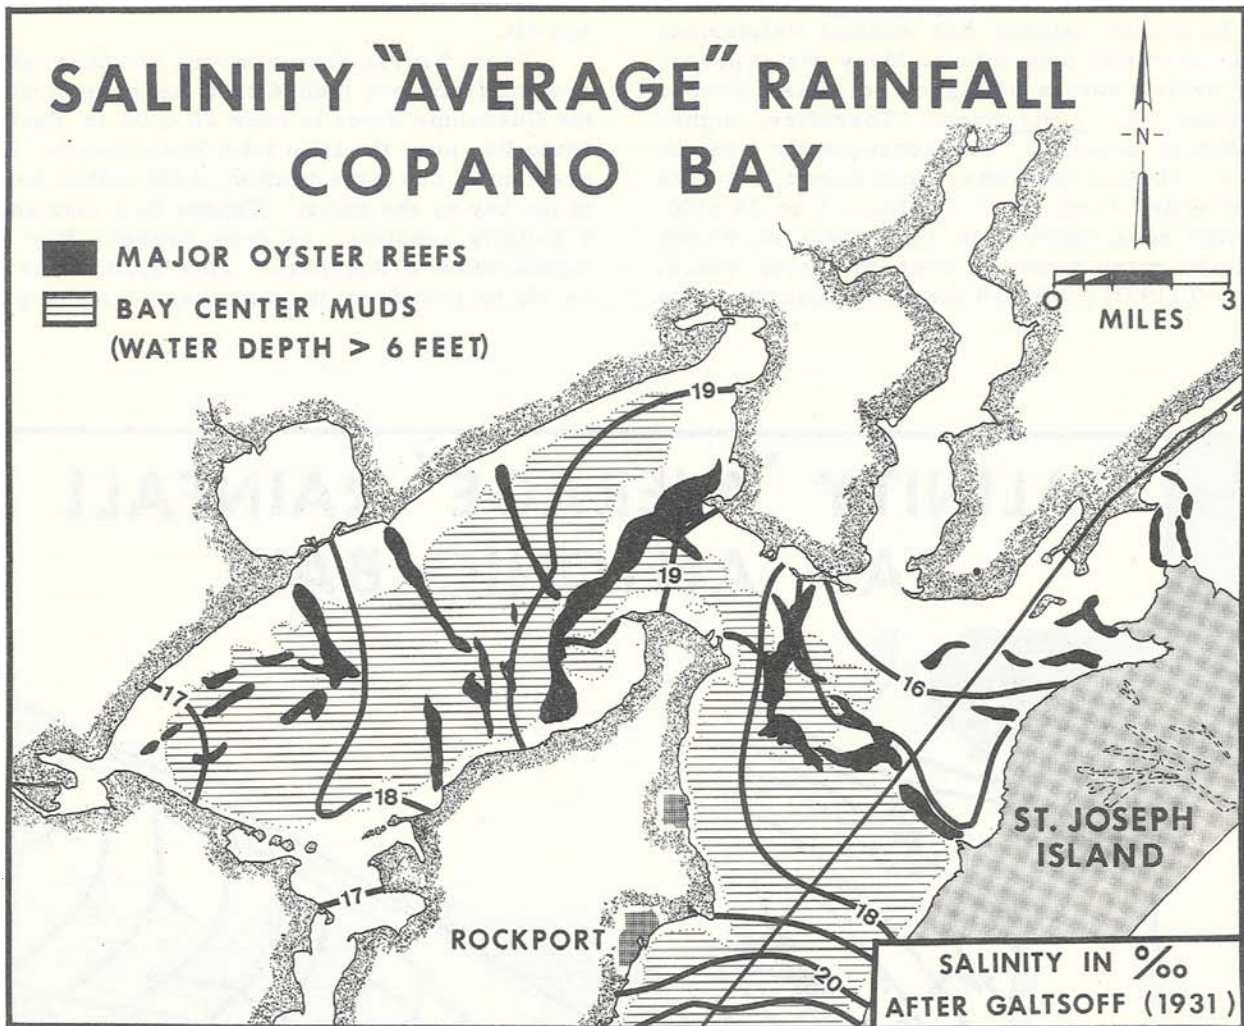 SALINITY "AVERAGE" RAINFALL
COPANO BAY
N
MAJOR OYSTER REEFS
BAY CENTER MUDS
(WATER DEPTH > 6 FEET)
0 3
MILES
19
19
17
16
18
17
18
20
ST. JOSEPH
ISLAND
ROCKPORT
SALINITY IN ‰
AFTER GALTSOFF (1931)